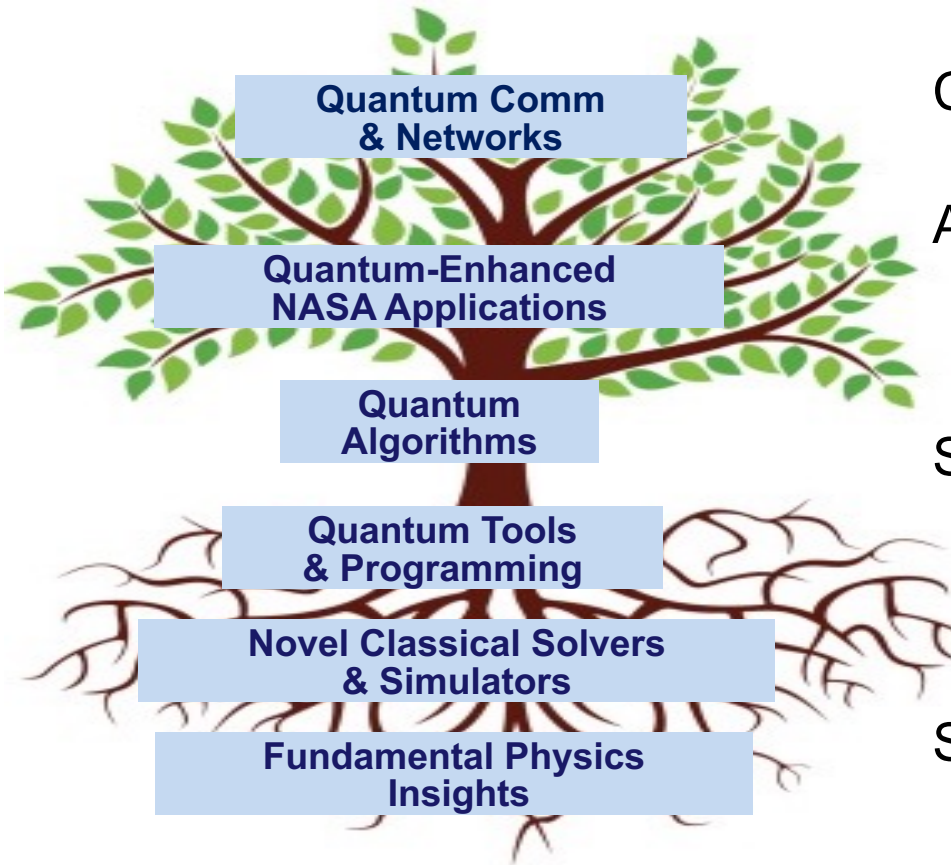 Quantum Comm
& Networks
Quantum-Enhanced
NASA Applications
Quantum
Algorithms
Quantum Tools
& Programming
Novel Classical Solvers
& Simulators
Fundamental Physics
Insights